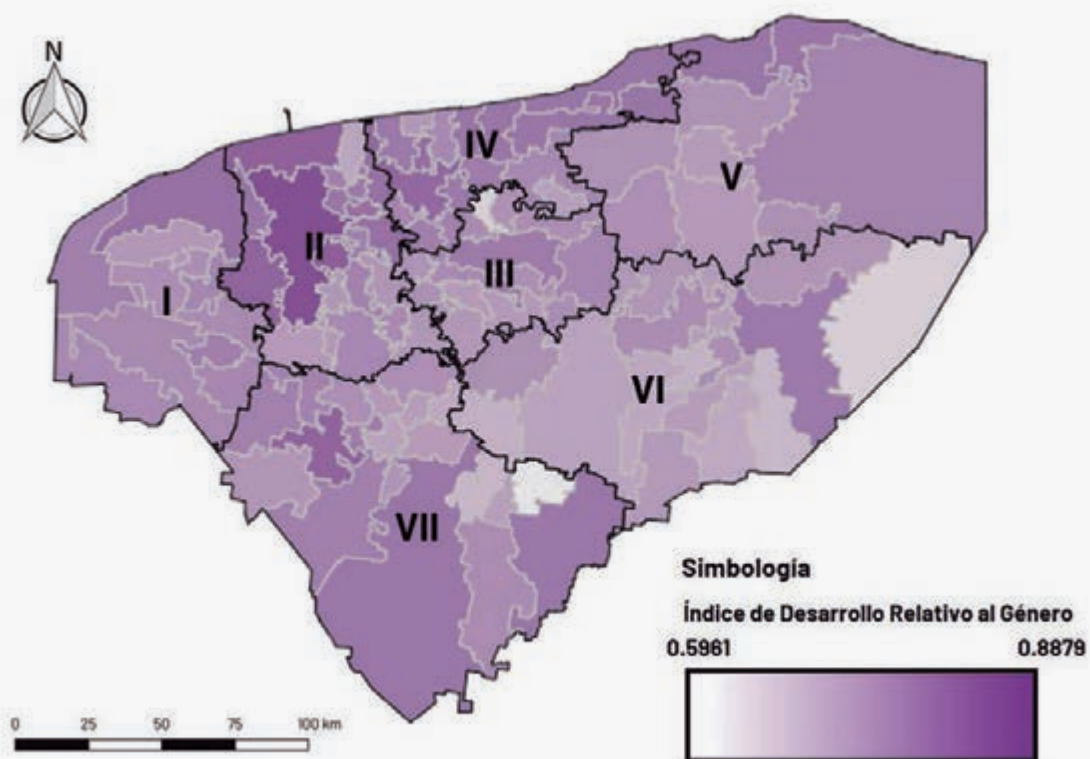 N
IV
V
II
III
I
VI
VII
Simbología
Índice de Desarrollo Relativo al Género
0.5961 0.8879
0 25 50 75 100 km